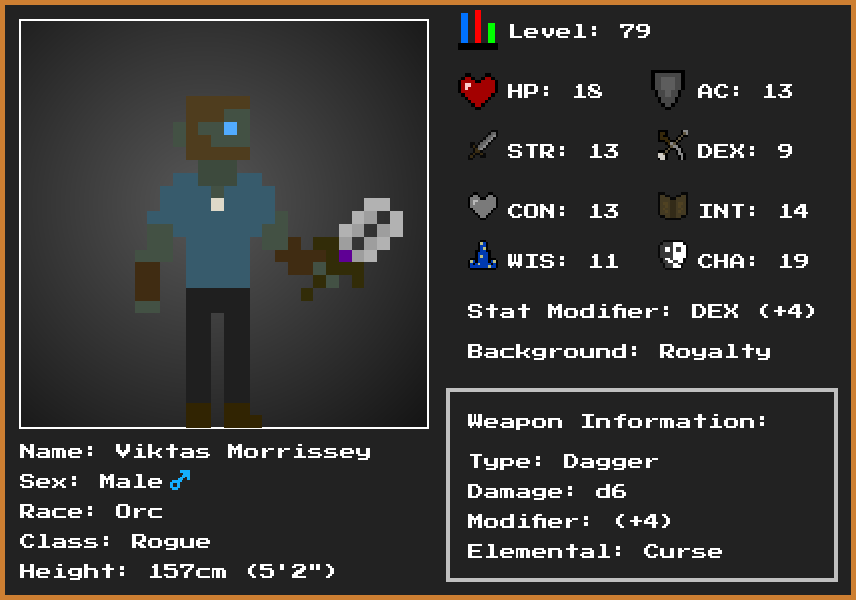 Level: 79
HP: 18
AC: 13
STR: 13
DEX: 9
CON: 13
INT: 14
WIS: 11
CHA: 19
Stat Modifier: DEX (+4)
Background: Royalty
Weapon Information:
Type: Dagger
Damage: d6
Modifier: (+4)
Elemental: Curse
Name: Viktas Morrissey
Sex: Male ♂
Race: Orc
Class: Rogue
Height: 157cm (5'2")